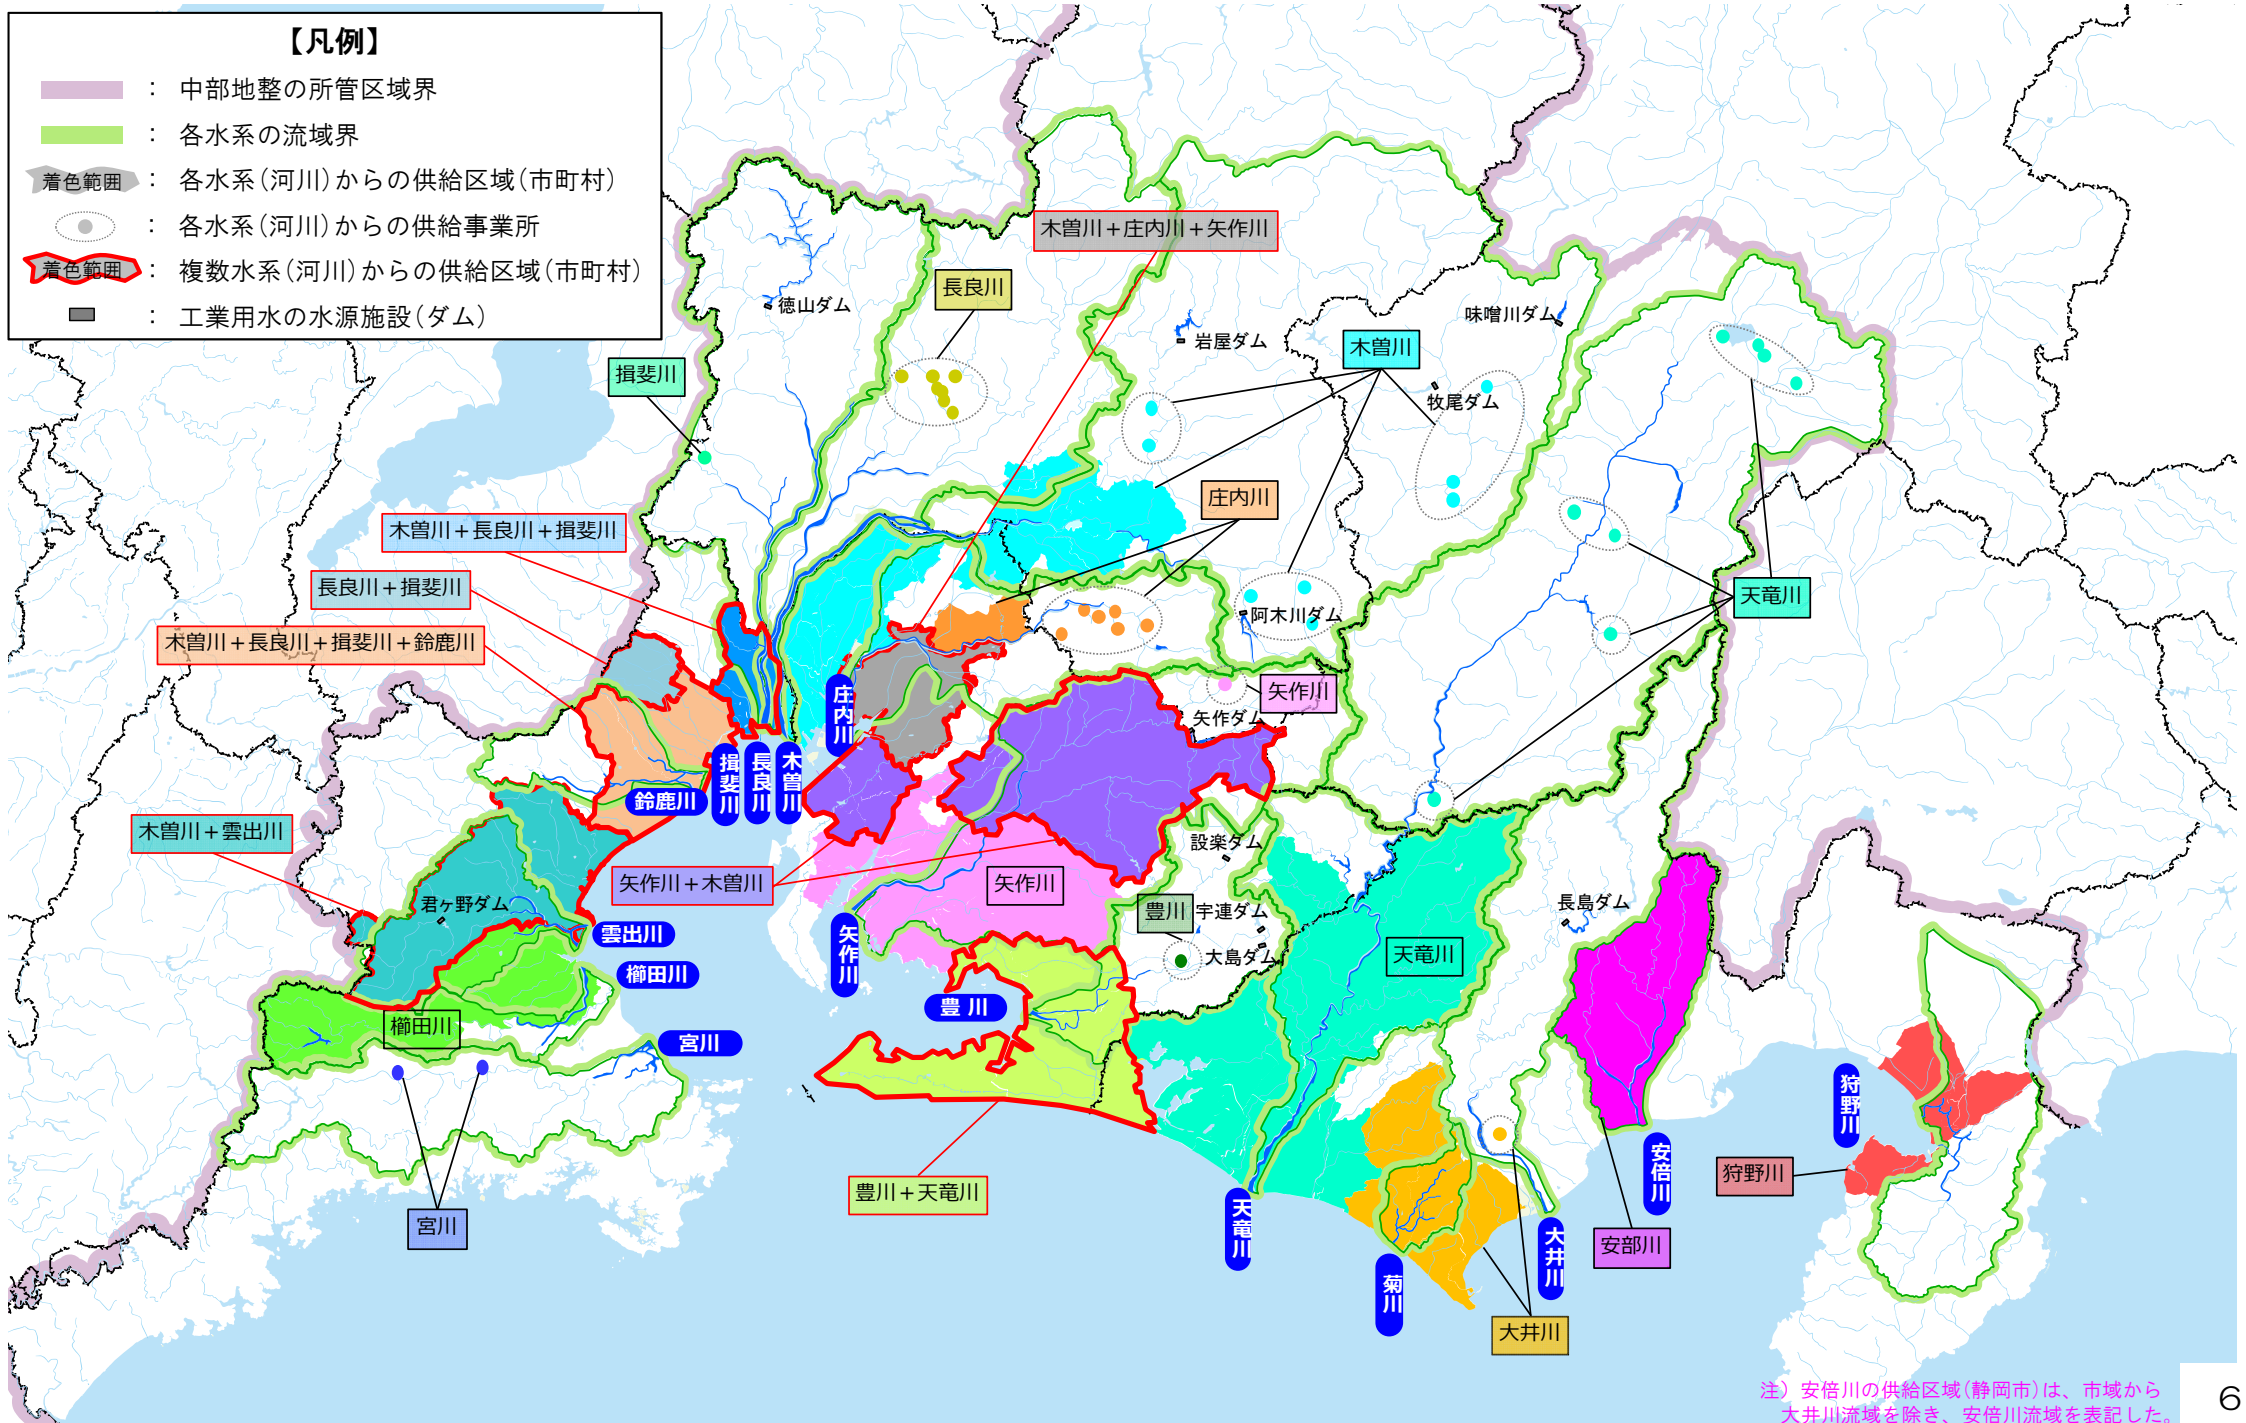 【凡例】
：中部地整の所管区域界
：各水系の流域界
着色範囲：各水系(河川)からの供給区域(市町村)
：各水系(河川)からの供給事業所
着色範囲：複数水系(河川)からの供給区域(市町村)
：工業用水の水源施設(ダム)
木曽川＋庄内川＋矢作川
長良川
徳山ダム
味噌川ダム
岩屋ダム
木曽川
揖斐川
牧尾ダム
庄内川
木曽川＋長良川＋揖斐川
長良川＋揖斐川
天竜川
阿木川ダム
木曽川＋長良川＋揖斐川＋鈴鹿川
庄内川
矢作川
矢作ダム
揖斐川
長良川
木曽川
鈴鹿川
木曽川＋雲出川
設楽ダム
矢作川＋木曽川
矢作川
君ヶ野ダム
豊川
宇連ダム
長島ダム
雲出川
矢作川
大島ダム
天竜川
櫛田川
豊川
櫛田川
宮川
狩野川
安倍川
狩野川
豊川＋天竜川
天竜川
宮川
大井川
安部川
菊川
大井川
注）安倍川の供給区域(静岡市)は、市域から
大井川流域を除き、安倍川流域を表記した。
6